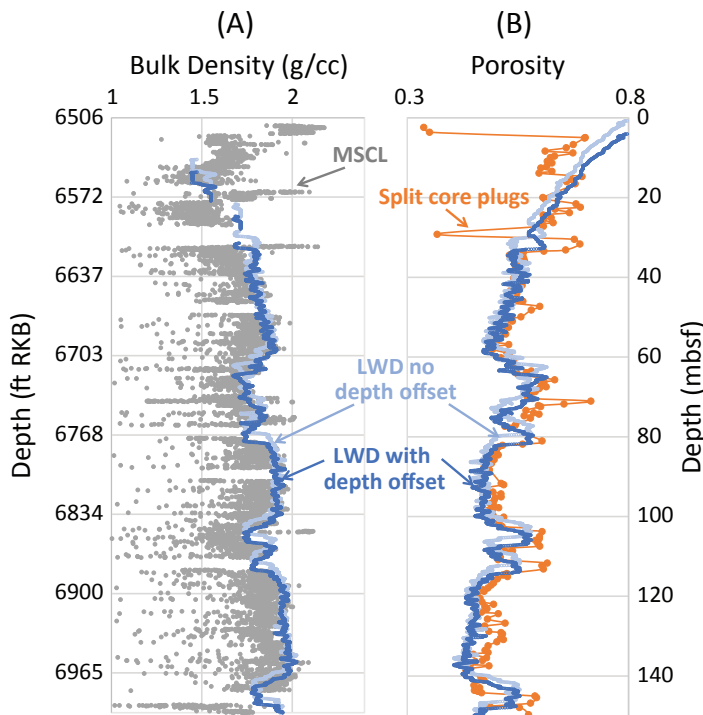 (A)
(B)
Bulk Density (g/cc)
Porosity
1
1.5
2
0.3
0.8
6506
6572
6637
6703
6768
6834
6900
6965
Depth (ft RKB)
MSCL
Split core plugs
LWD no
depth offset
LWD with
depth offset
0
20
40
60
80
100
120
140
Depth (mbsf)